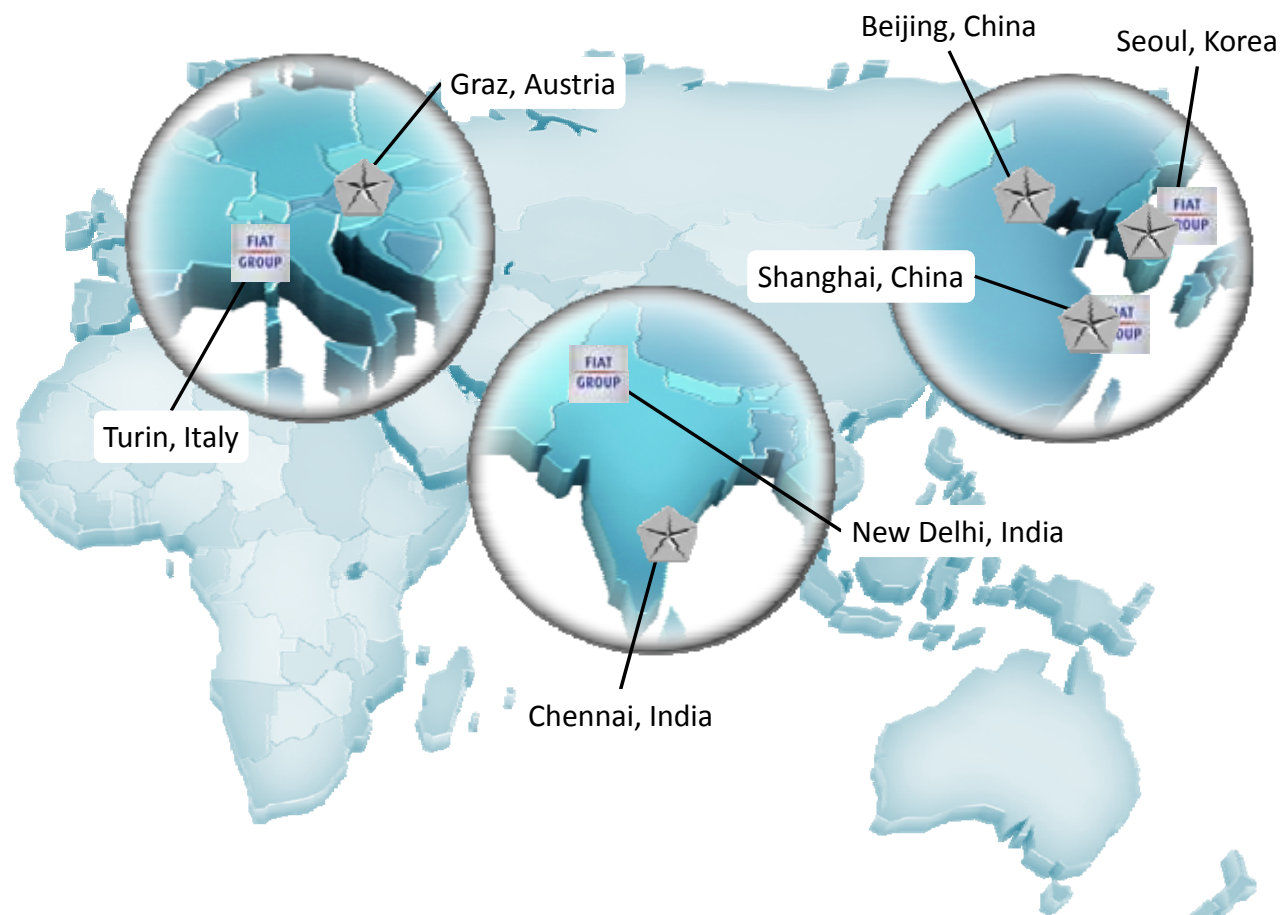 Beijing, China
Seoul, Korea
Graz, Austria
FIAT
GROUP
FIAT
GROUP
Shanghai, China
FIAT
GROUP
FIAT
GROUP
Turin, Italy
New Delhi, India
Chennai, India